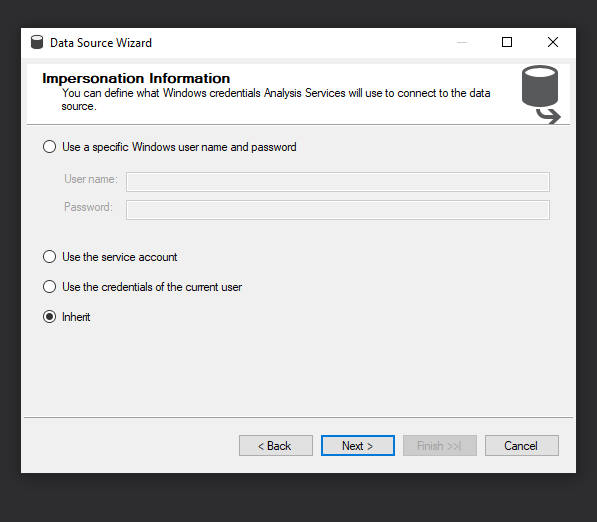 Data Source Wizard
Impersonation Information
You can define what Windows credentials Analysis Services will use to connect to the data
source.
Use a specific Windows user name and password
User name:
Password:
Use the service account
Use the credentials of the current user
Inherit
< Back
Next >
Finish >>|
Cancel